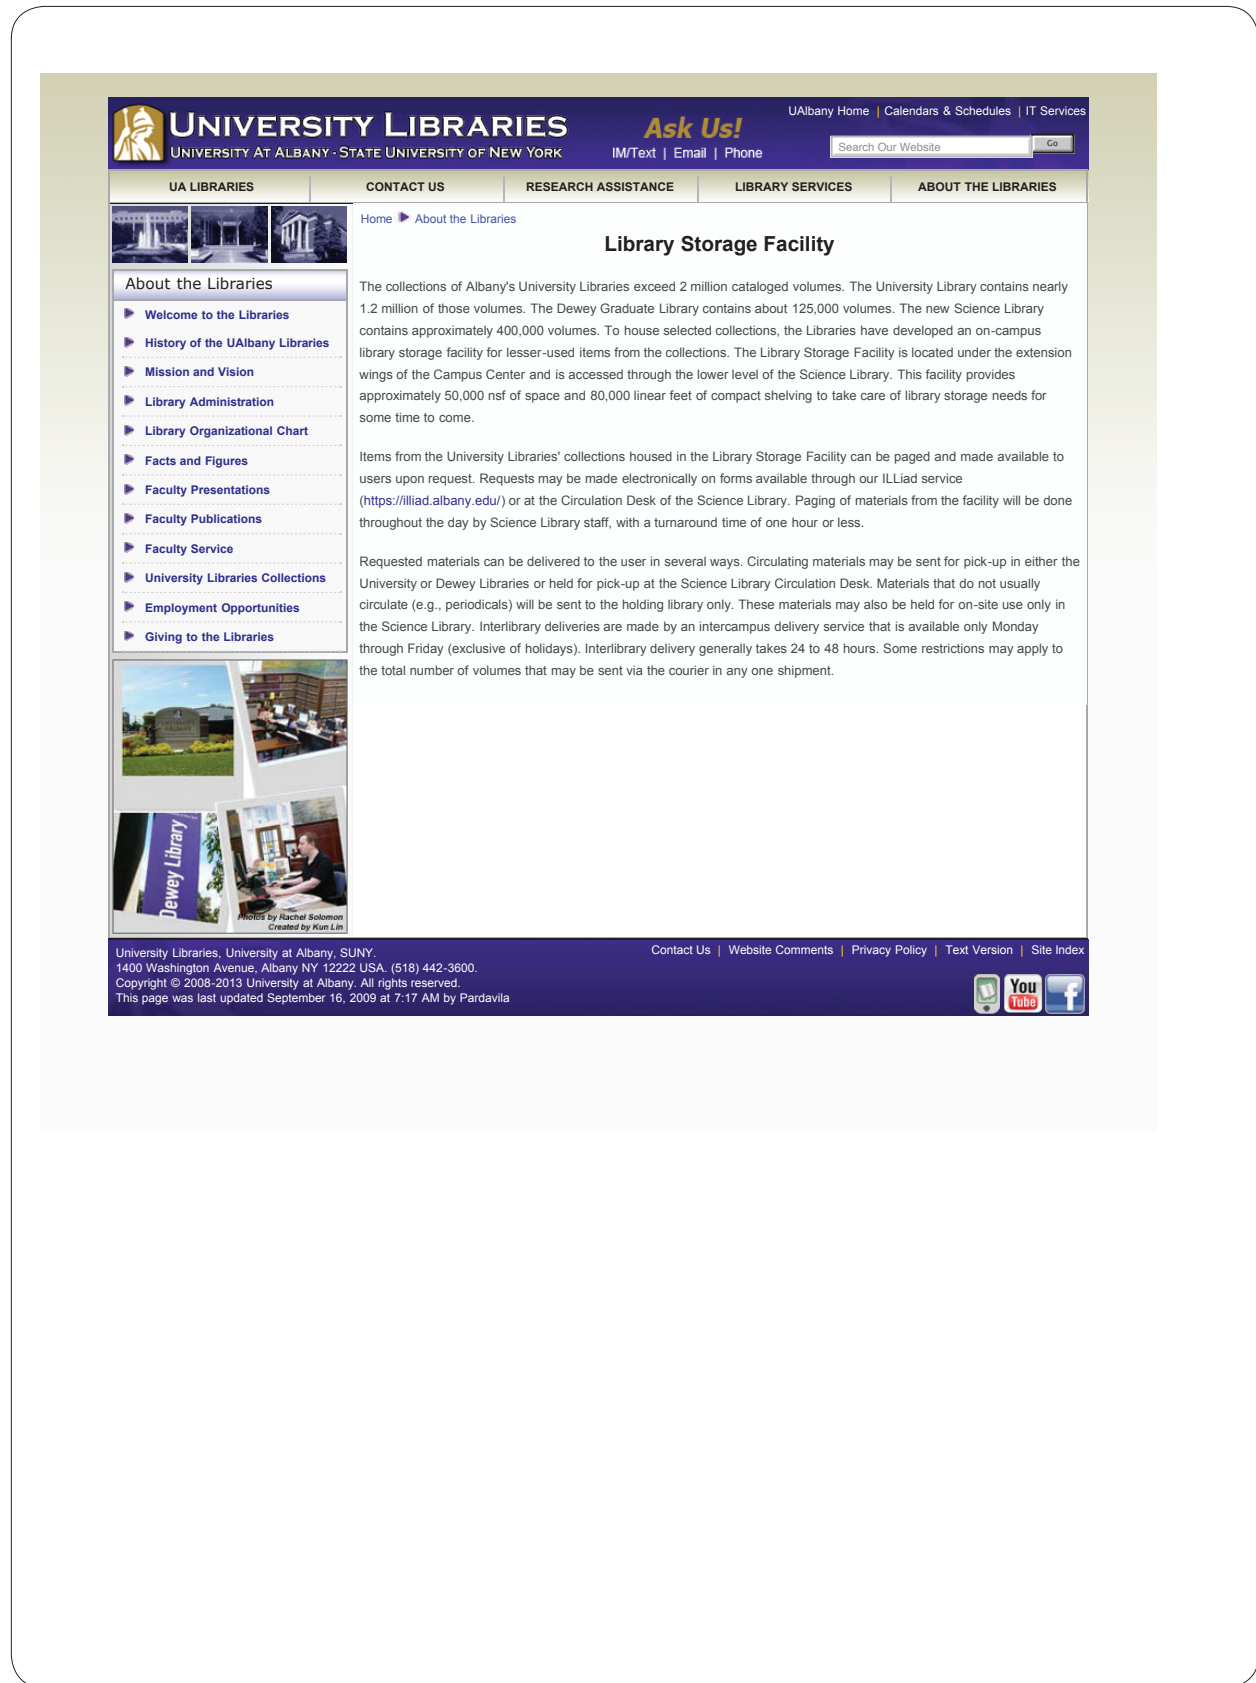 UNIVERSITY LIBRARIES
UNIVERSITY AT ALBANY - STATE UNIVERSITY OF NEW YORK
Ask Us!
IM/Text | Email | Phone
UAlbany Home | Calendars & Schedules | IT Services
Search Our Website
Go
UA LIBRARIES
CONTACT US
RESEARCH ASSISTANCE
LIBRARY SERVICES
ABOUT THE LIBRARIES
About the Libraries
Welcome to the Libraries
History of the UAlbany Libraries
Mission and Vision
Library Administration
Library Organizational Chart
Facts and Figures
Faculty Presentations
Faculty Publications
Faculty Service
University Libraries Collections
Employment Opportunities
Giving to the Libraries
Dewey Library
Photos by Rachel Solomon
Created by Kun Lin
Home About the Libraries
Library Storage Facility
The collections of Albany's University Libraries exceed 2 million cataloged volumes. The University Library contains nearly
1.2 million of those volumes. The Dewey Graduate Library contains about 125,000 volumes. The new Science Library
contains approximately 400,000 volumes. To house selected collections, the Libraries have developed an on-campus
library storage facility for lesser-used items from the collections. The Library Storage Facility is located under the extension
wings of the Campus Center and is accessed through the lower level of the Science Library. This facility provides
approximately 50,000 nsf of space and 80,000 linear feet of compact shelving to take care of library storage needs for
some time to come.
Items from the University Libraries' collections housed in the Library Storage Facility can be paged and made available to
users upon request. Requests may be made electronically on forms available through our ILLiad service
(https://illiad.albany.edu/) or at the Circulation Desk of the Science Library. Paging of materials from the facility will be done
throughout the day by Science Library staff, with a turnaround time of one hour or less.
Requested materials can be delivered to the user in several ways. Circulating materials may be sent for pick-up in either the
University or Dewey Libraries or held for pick-up at the Science Library Circulation Desk. Materials that do not usually
circulate (e.g., periodicals) will be sent to the holding library only. These materials may also be held for on-site use only in
the Science Library. Interlibrary deliveries are made by an intercampus delivery service that is available only Monday
through Friday (exclusive of holidays). Interlibrary delivery generally takes 24 to 48 hours. Some restrictions may apply to
the total number of volumes that may be sent via the courier in any one shipment.
University Libraries, University at Albany, SUNY.
1400 Washington Avenue, Albany NY 12222 USA. (518) 442-3600.
Copyright © 2008-2013 University at Albany. All rights reserved.
This page was last updated September 16, 2009 at 7:17 AM by Pardavila
Contact Us | Website Comments | Privacy Policy | Text Version | Site Index
You
Tube
f